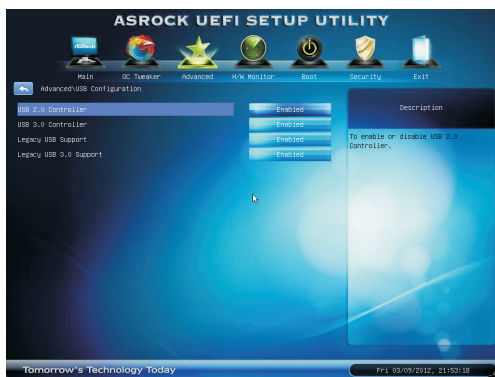 ASROCK UEFI SETUP UTILITY
ASRock
Main OC Tweaker Advanced H/W Monitor Boot Security Exit
Advanced\USB Configuration
USB 2.0 Controller Enabled
USB 3.0 Controller Enabled
Legacy USB Support Enabled
Legacy USB 3.0 Support Enabled
Description
To enable or disable USB 2.0
Controller.
Tomorrow's Technology Today
Fri 03/09/2012, 21:53:18